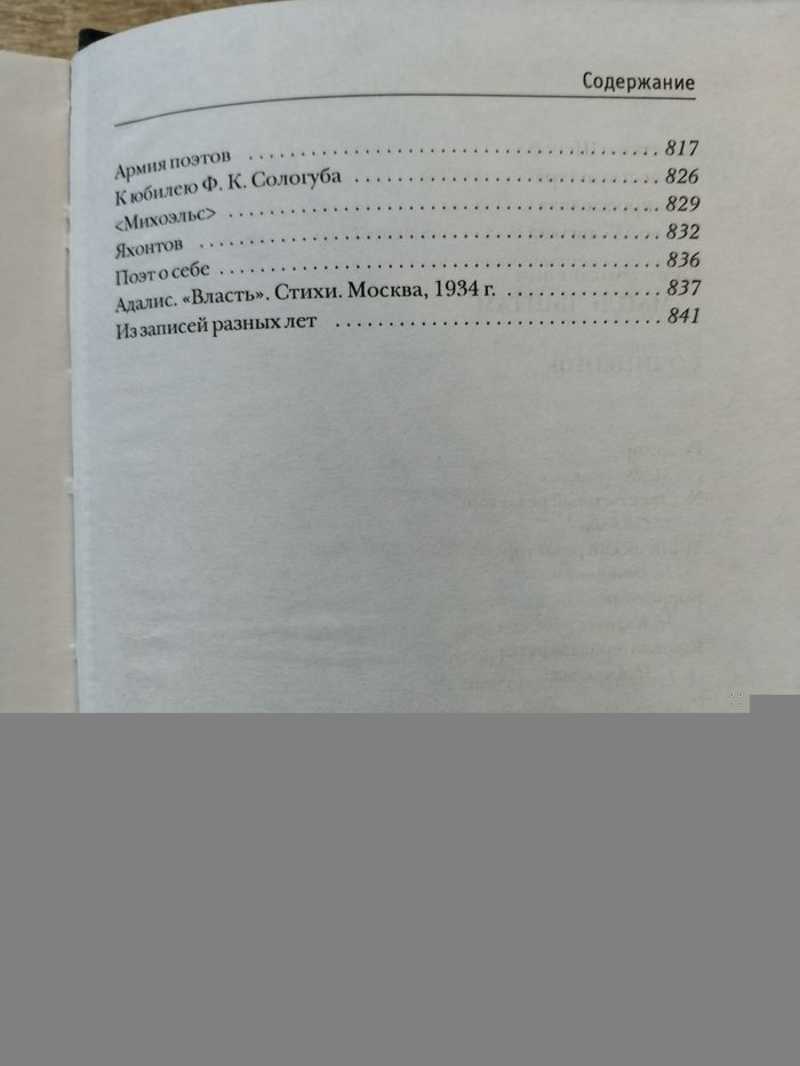 Содержание
Армия поэтов . . . . . . . . . . . . . . . . . . . . . . . . . . . . . . . . 817
К юбилею Ф. К. Сологуба . . . . . . . . . . . . . . . . . . . . . . . . 826
<Михоэльс> . . . . . . . . . . . . . . . . . . . . . . . . . . . . . . . . . 829
Яхонтов . . . . . . . . . . . . . . . . . . . . . . . . . . . . . . . . . . . . 832
Поэт о себе . . . . . . . . . . . . . . . . . . . . . . . . . . . . . . . . . . 836
Адалис. «Власть». Стихи. Москва, 1934 г. . . . . . . . . . . . . . 837
Из записей разных лет . . . . . . . . . . . . . . . . . . . . . . . . . . 841